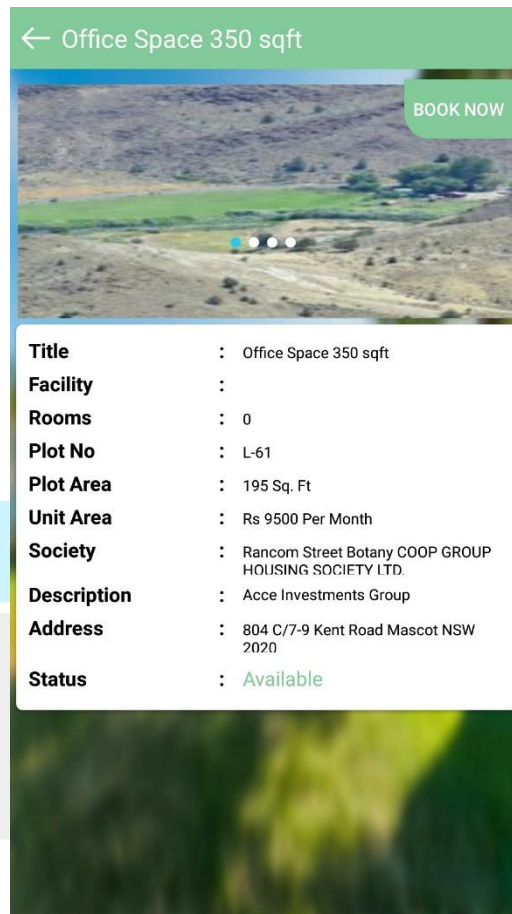 Office Space 350 sqft
BOOK NOW
Title : Office Space 350 sqft
Facility :
Rooms : 0
Plot No : L-61
Plot Area : 195 Sq. Ft
Unit Area : Rs 9500 Per Month
Society : Rancom Street Botany COOP GROUP
HOUSING SOCIETY LTD.
Description : Acce Investments Group
Address : 804 C/7-9 Kent Road Mascot NSW
2020
Status : Available